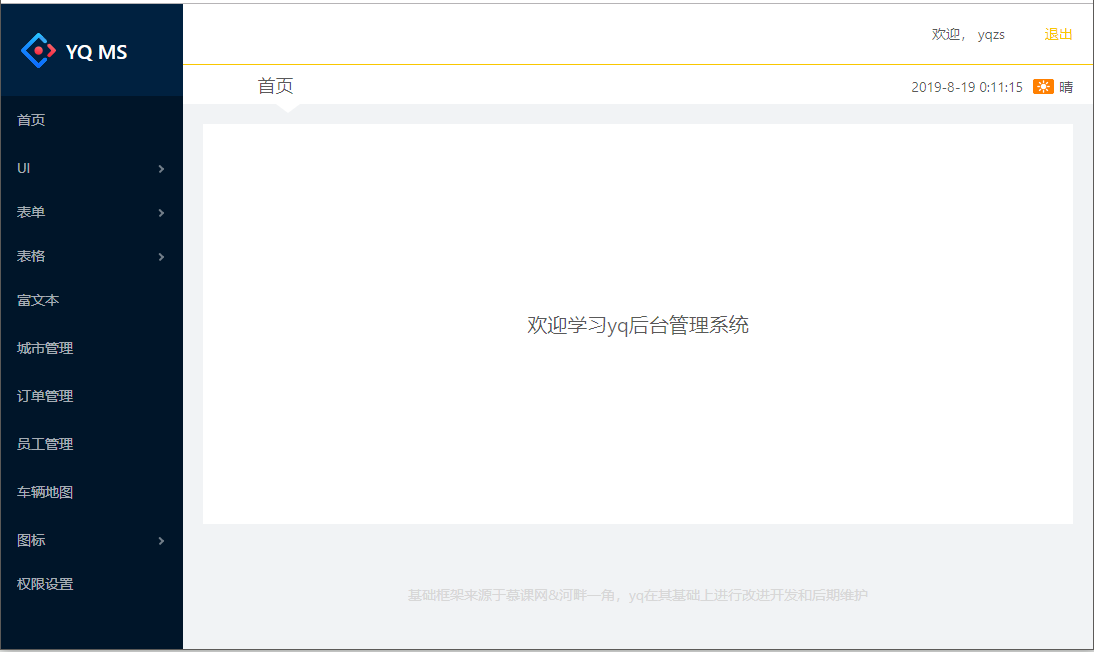 YQ MS
首页
UI
表单
表格
富文本
城市管理
订单管理
员工管理
车辆地图
图标
权限设置
欢迎， yqzs 退出
首页 2019-8-19 0:11:15 晴
欢迎学习yq后台管理系统
基础框架来源于慕课网&河畔一角，yq在其基础上进行改进开发和后期维护